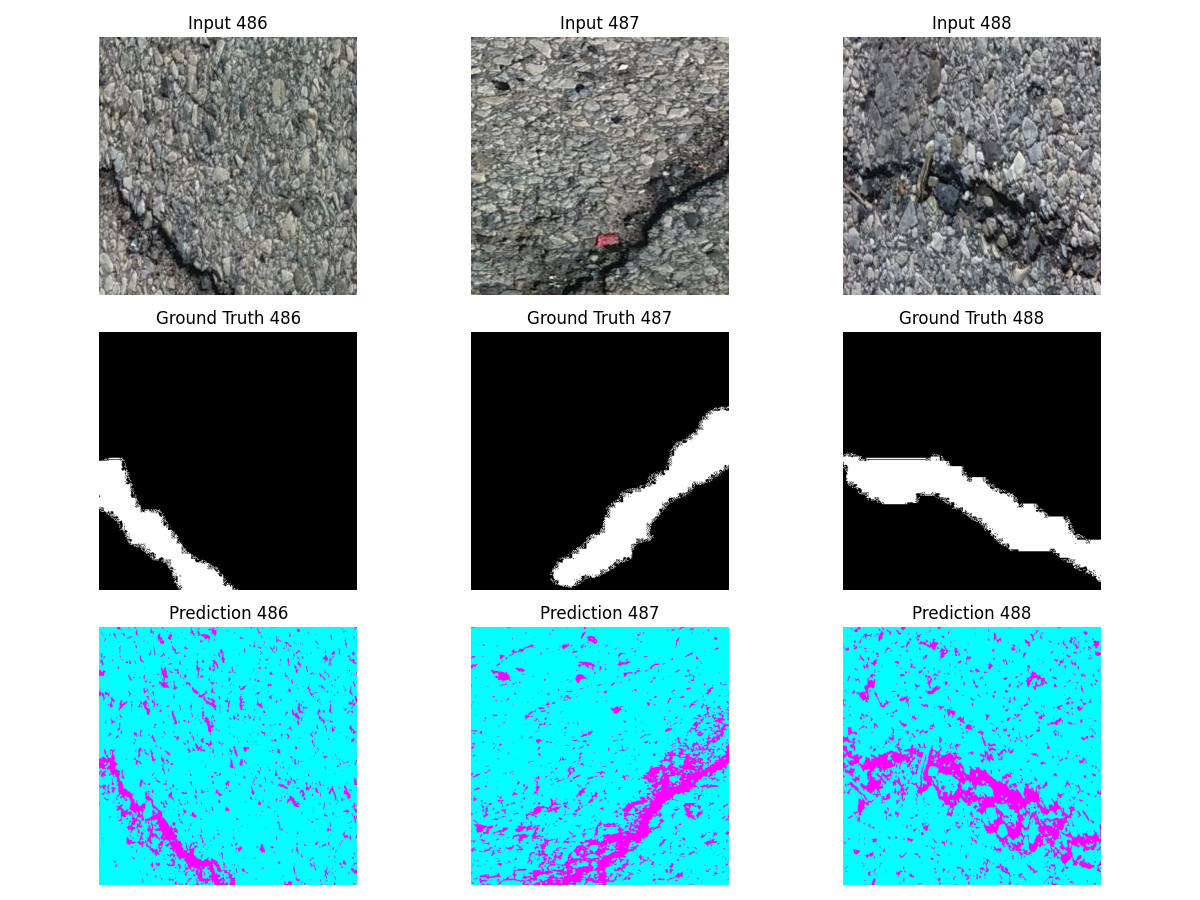 Input 486
Input 487
Input 488
Ground Truth 486
Ground Truth 487
Ground Truth 488
Prediction 486
Prediction 487
Prediction 488